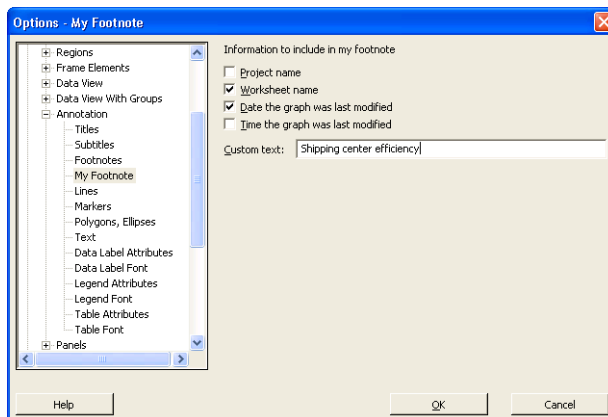 Options - My Footnote
Regions
Frame Elements
Data View
Data View With Groups
Annotation
Titles
Subtitles
Footnotes
My Footnote
Lines
Markers
Polygons, Ellipses
Text
Data Label Attributes
Data Label Font
Legend Attributes
Legend Font
Table Attributes
Table Font
Panels
Information to include in my footnote
Project name
Worksheet name
Date the graph was last modified
Time the graph was last modified
Custom text: Shipping center efficiency
Help OK Cancel